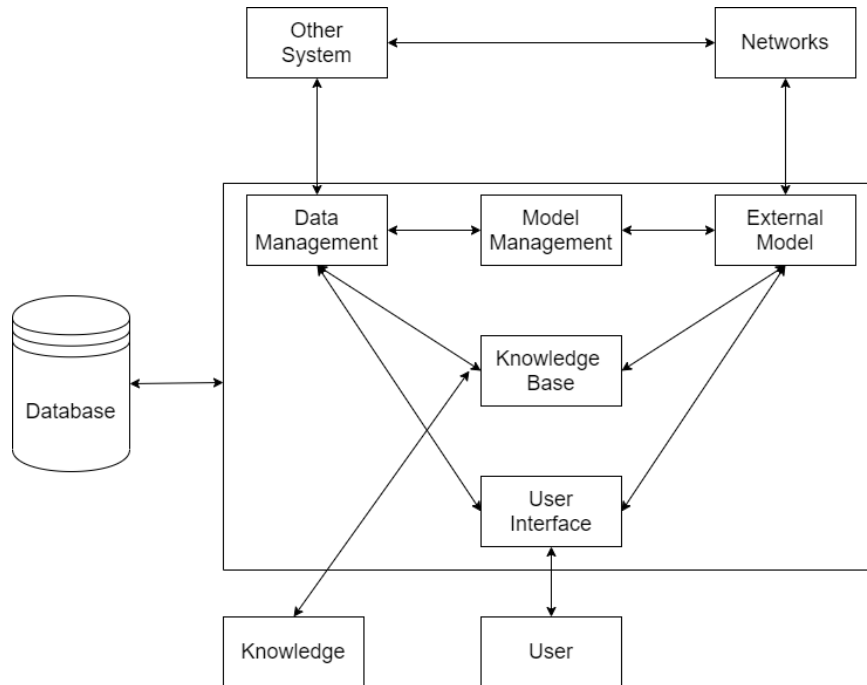 Other
System
Networks
Data
Management
Model
Management
External
Model
Knowledge
Base
Database
User
Interface
Knowledge
User